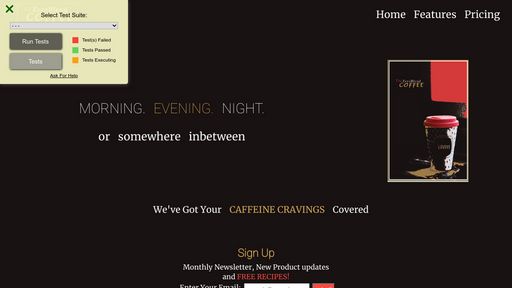 Select Test Suite:
---
Run Tests
Test(s) Failed
Tests Passed
Tests
Tests Executing
Ask For Help
Home Features Pricing
COFFEE
MORNING. EVENING. NIGHT.
or somewhere inbetween
We've Got Your CAFFEINE CRAVINGS Covered
Sign Up
Monthly Newsletter, New Product updates
and FREE RECIPES!
Enter Your Email: